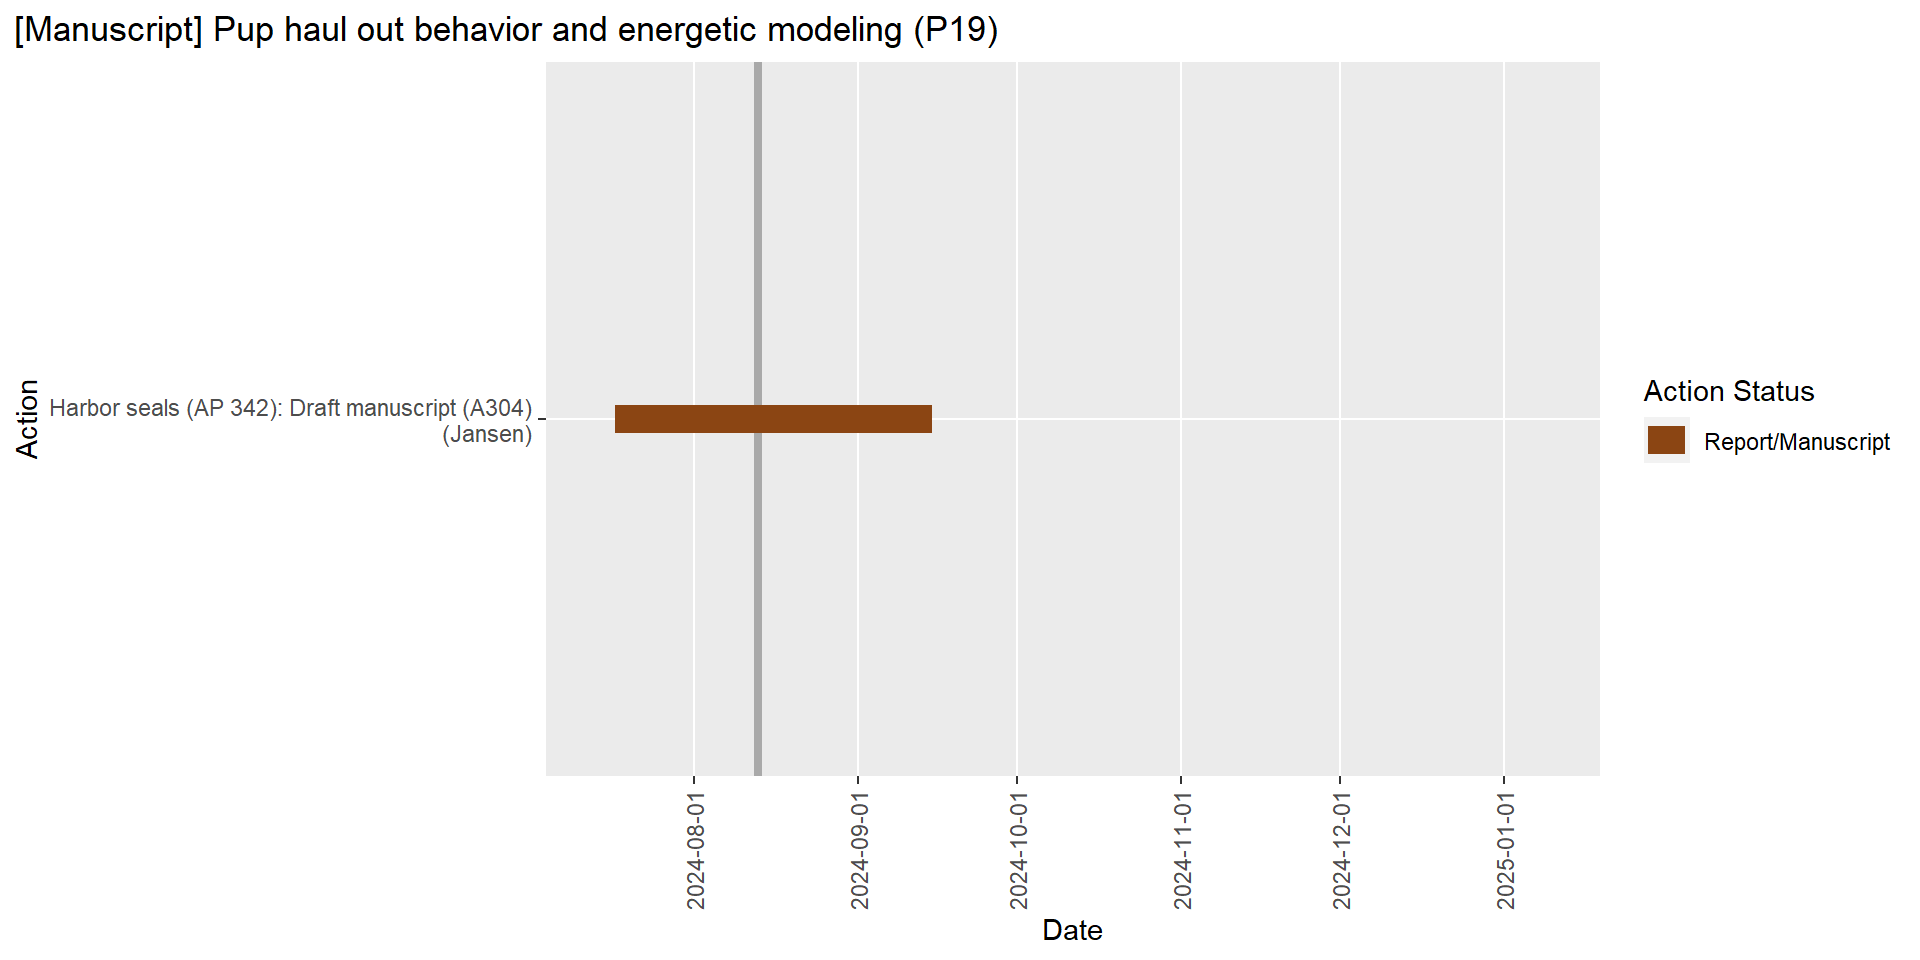 [Manuscript] Pup haul out behavior and energetic modeling (P19)
Action
Harbor seals (AP 342): Draft manuscript (A304)
(Jansen)
2024-08-01
2024-09-01
2024-10-01
2024-11-01
2024-12-01
2025-01-01
Date
Action Status
Report/Manuscript